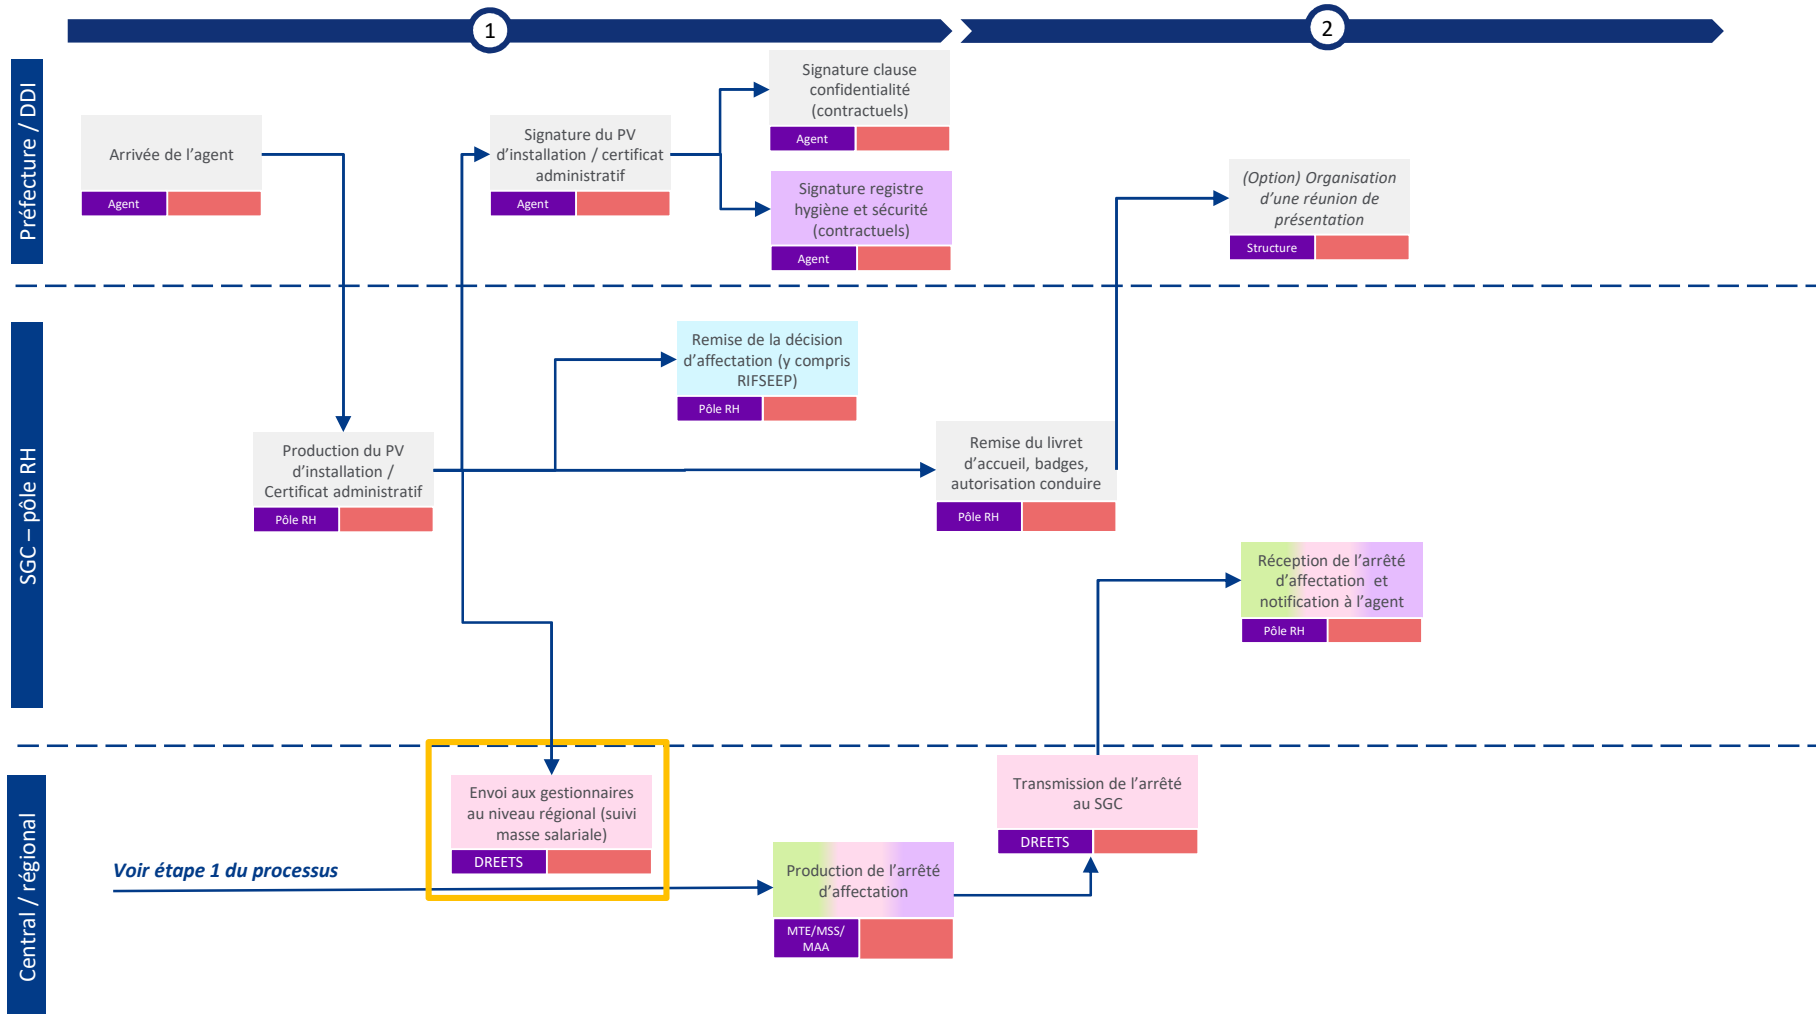 1
2
Préfecture / DDI
Arrivée de l’agent
Agent
Signature du PV
d’installation / certificat
administratif
Agent
Signature clause
confidentialité
(contractuels)
Agent
Signature registre
hygiène et sécurité
(contractuels)
Agent
(Option) Organisation
d’une réunion de
présentation
Structure
SGC – pôle RH
Remise de la décision
d’affectation (y compris
RIFSEEP)
Pôle RH
Production du PV
d’installation /
Certificat administratif
Pôle RH
Remise du livret
d’accueil, badges,
autorisation conduire
Pôle RH
Réception de l’arrêté
d’affectation et
notification à l’agent
Pôle RH
Central / régional
Envoi aux gestionnaires
au niveau régional (suivi
masse salariale)
DREETS
Voir étape 1 du processus
Production de l’arrêté
d’affectation
MTE/MSS/
MAA
Transmission de l’arrêté
au SGC
DREETS